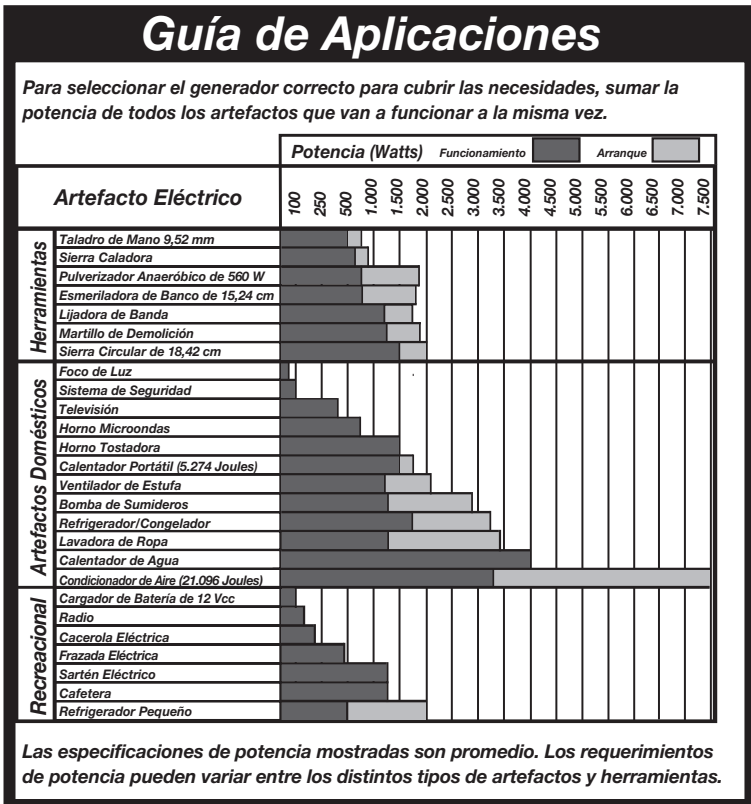 Guía de Aplicaciones
Para seleccionar el generador correcto para cubrir las necesidades, sumar la
potencia de todos los artefactos que van a funcionar a la misma vez.
Potencia (Watts) Funcionamiento Arranque
Artefacto Eléctrico
100 250 500 1.000 1.500 2.000 2.500 3.000 3.500 4.000 4.500 5.000 5.500 6.000 6.500 7.000 7.500
Herramientas
Taladro de Mano 9,52 mm
Sierra Caladora
Pulverizador Anaeróbico de 560 W
Esmeriladora de Banco de 15,24 cm
Lijadora de Banda
Martillo de Demolición
Sierra Circular de 18,42 cm
Artefactos Domésticos
Foco de Luz
Sistema de Seguridad
Televisión
Horno Microondas
Horno Tostadora
Calentador Portátil (5.274 Joules)
Ventilador de Estufa
Bomba de Sumideros
Refrigerador/Congelador
Lavadora de Ropa
Calentador de Agua
Condicionador de Aire (21.096 Joules)
Recreacional
Cargador de Batería de 12 Vcc
Radio
Cacerola Eléctrica
Frazada Eléctrica
Sartén Eléctrico
Cafetera
Refrigerador Pequeño
Las especificaciones de potencia mostradas son promedio. Los requerimientos
de potencia pueden variar entre los distintos tipos de artefactos y herramientas.